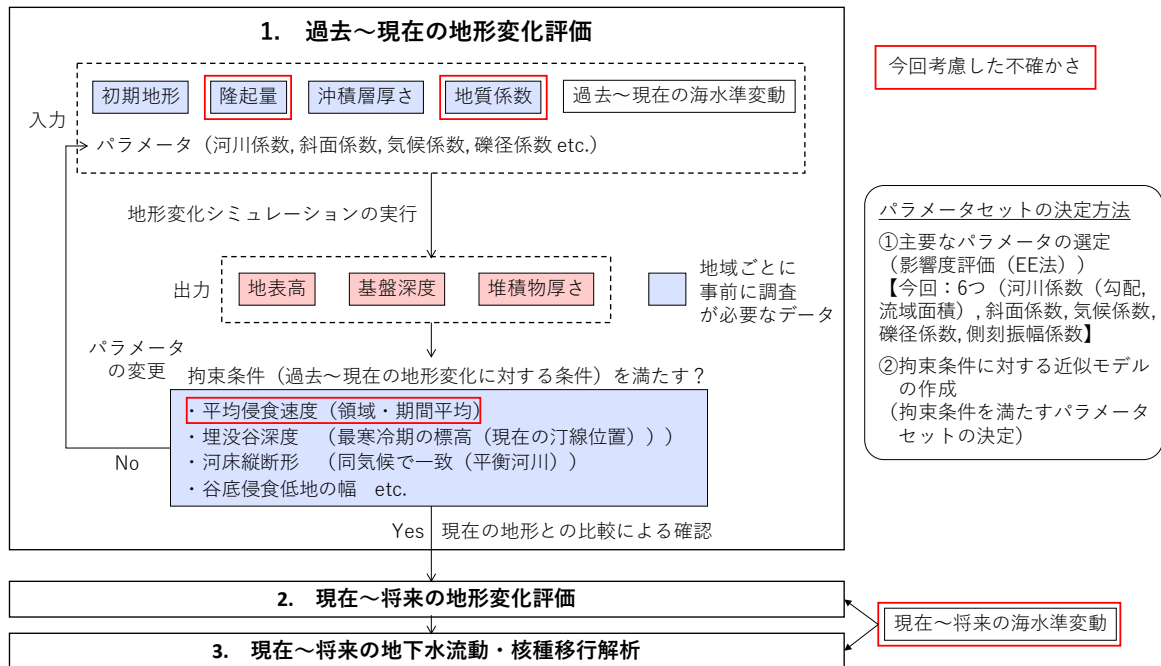 1. 過去～現在の地形変化評価
今回考慮した不確かさ
初期地形 隆起量 沖積層厚さ 地質係数 過去～現在の海水準変動
入力
パラメータ（河川係数, 斜面係数, 気候係数, 礫径係数 etc.）
地形変化シミュレーションの実行
出力
地表高 基盤深度 堆積物厚さ
地域ごとに
事前に調査
が必要なデータ
パラメータセットの決定方法
①主要なパラメータの選定
（影響度評価（EE法））
【今回：6つ（河川係数（勾配,
流域面積）, 斜面係数, 気候係数,
礫径係数, 側刻振幅係数】
②拘束条件に対する近似モデル
の作成
（拘束条件を満たすパラメータ
セットの決定）
パラメータ
の変更
拘束条件（過去～現在の地形変化に対する条件）を満たす？
・平均侵食速度（領域・期間平均)
・埋没谷深度 （最寒冷期の標高（現在の汀線位置）））
・河床縦断形 （同気候で一致（平衡河川））
・谷底侵食低地の幅 etc.
No
Yes 現在の地形との比較による確認
2. 現在～将来の地形変化評価
現在～将来の海水準変動
3. 現在～将来の地下水流動・核種移行解析